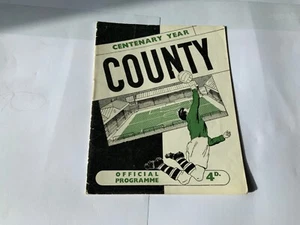 CENTENARY YEAR
COUNTY
OFFICIAL
PROGRAMME
4D.